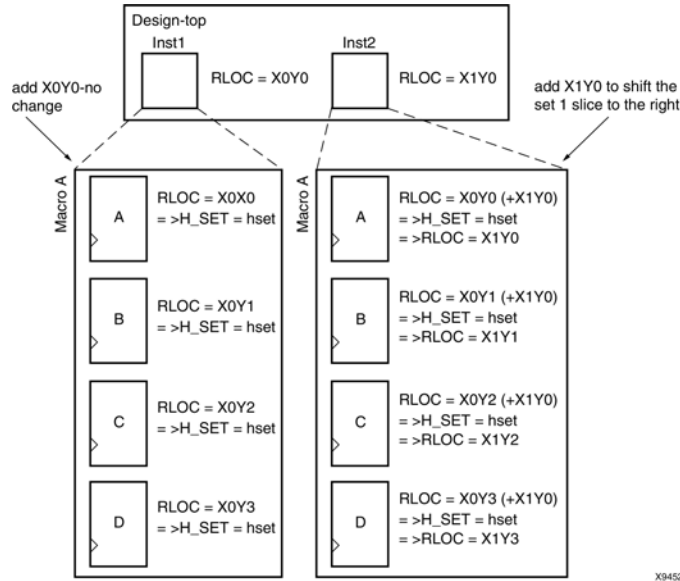 Design-top
Inst1
Inst2
RLOC = X0Y0
RLOC = X1Y0
add X0Y0-no
change
add X1Y0 to shift the
set 1 slice to the right
Macro A
A
RLOC = X0X0
= >H_SET = hset
B
RLOC = X0Y1
= >H_SET = hset
C
RLOC = X0Y2
= >H_SET = hset
D
RLOC = X0Y3
= >H_SET = hset
Macro A
A
RLOC = X0Y0 (+X1Y0)
= >H_SET = hset
= >RLOC = X1Y0
B
RLOC = X0Y1 (+X1Y0)
= >H_SET = hset
= >RLOC = X1Y1
C
RLOC = X0Y2 (+X1Y0)
= >H_SET = hset
= >RLOC = X1Y2
D
RLOC = X0Y3 (+X1Y0)
= >H_SET = hset
= >RLOC = X1Y3
X9452